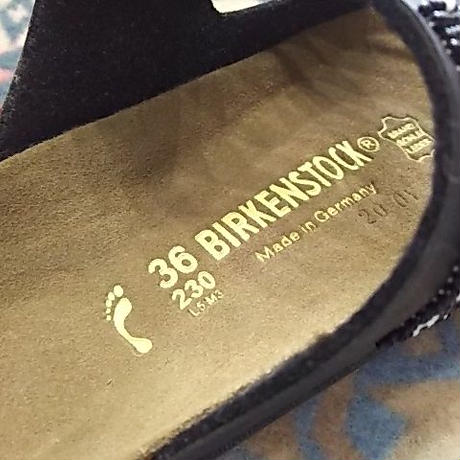 36 BIRKENSTOCK®
230
L5 M3
Made in Germany